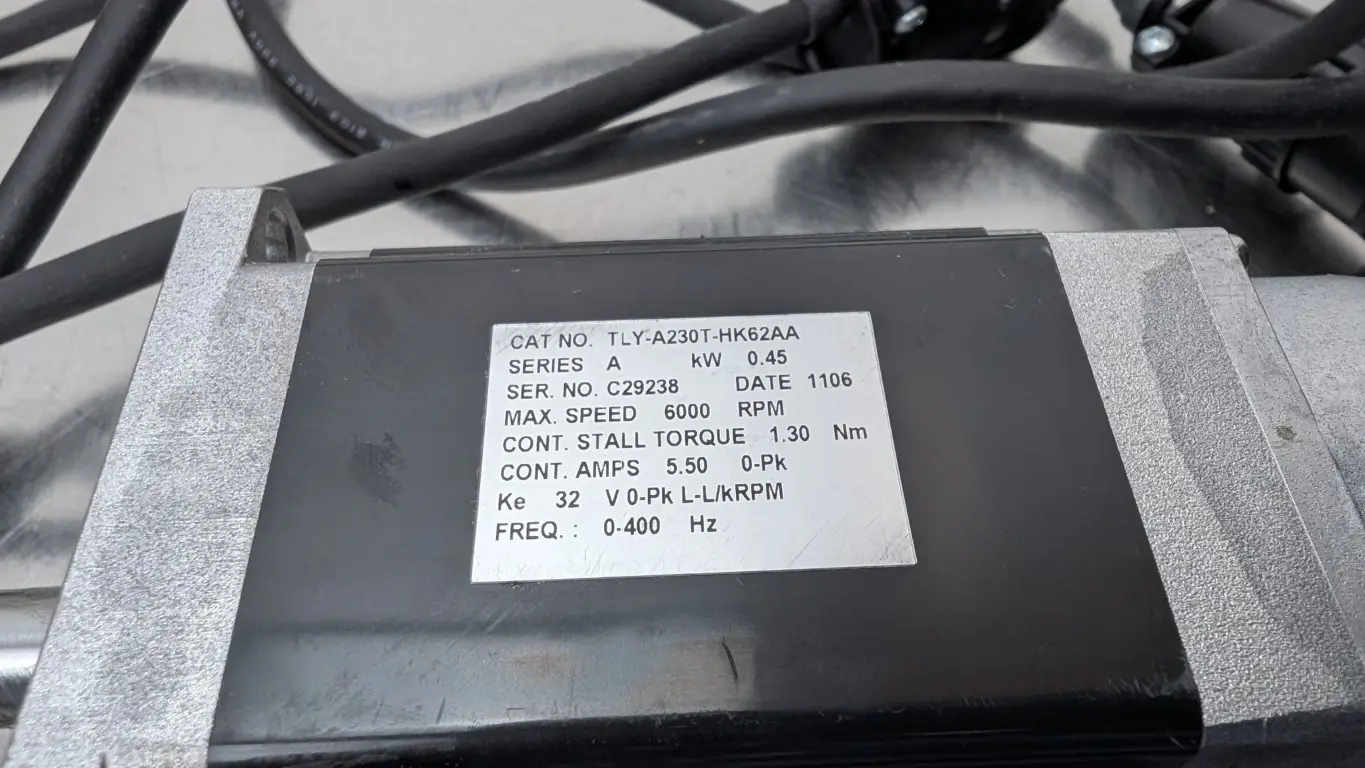 CAT NO. TLY-A230T-HK62AA
SERIES A kW 0.45
SER. NO. C29238 DATE 1106
MAX. SPEED 6000 RPM
CONT. STALL TORQUE 1.30 Nm
CONT. AMPS 5.50 0-Pk
Ke 32 V 0-Pk L-L/kRPM
FREQ. : 0-400 Hz